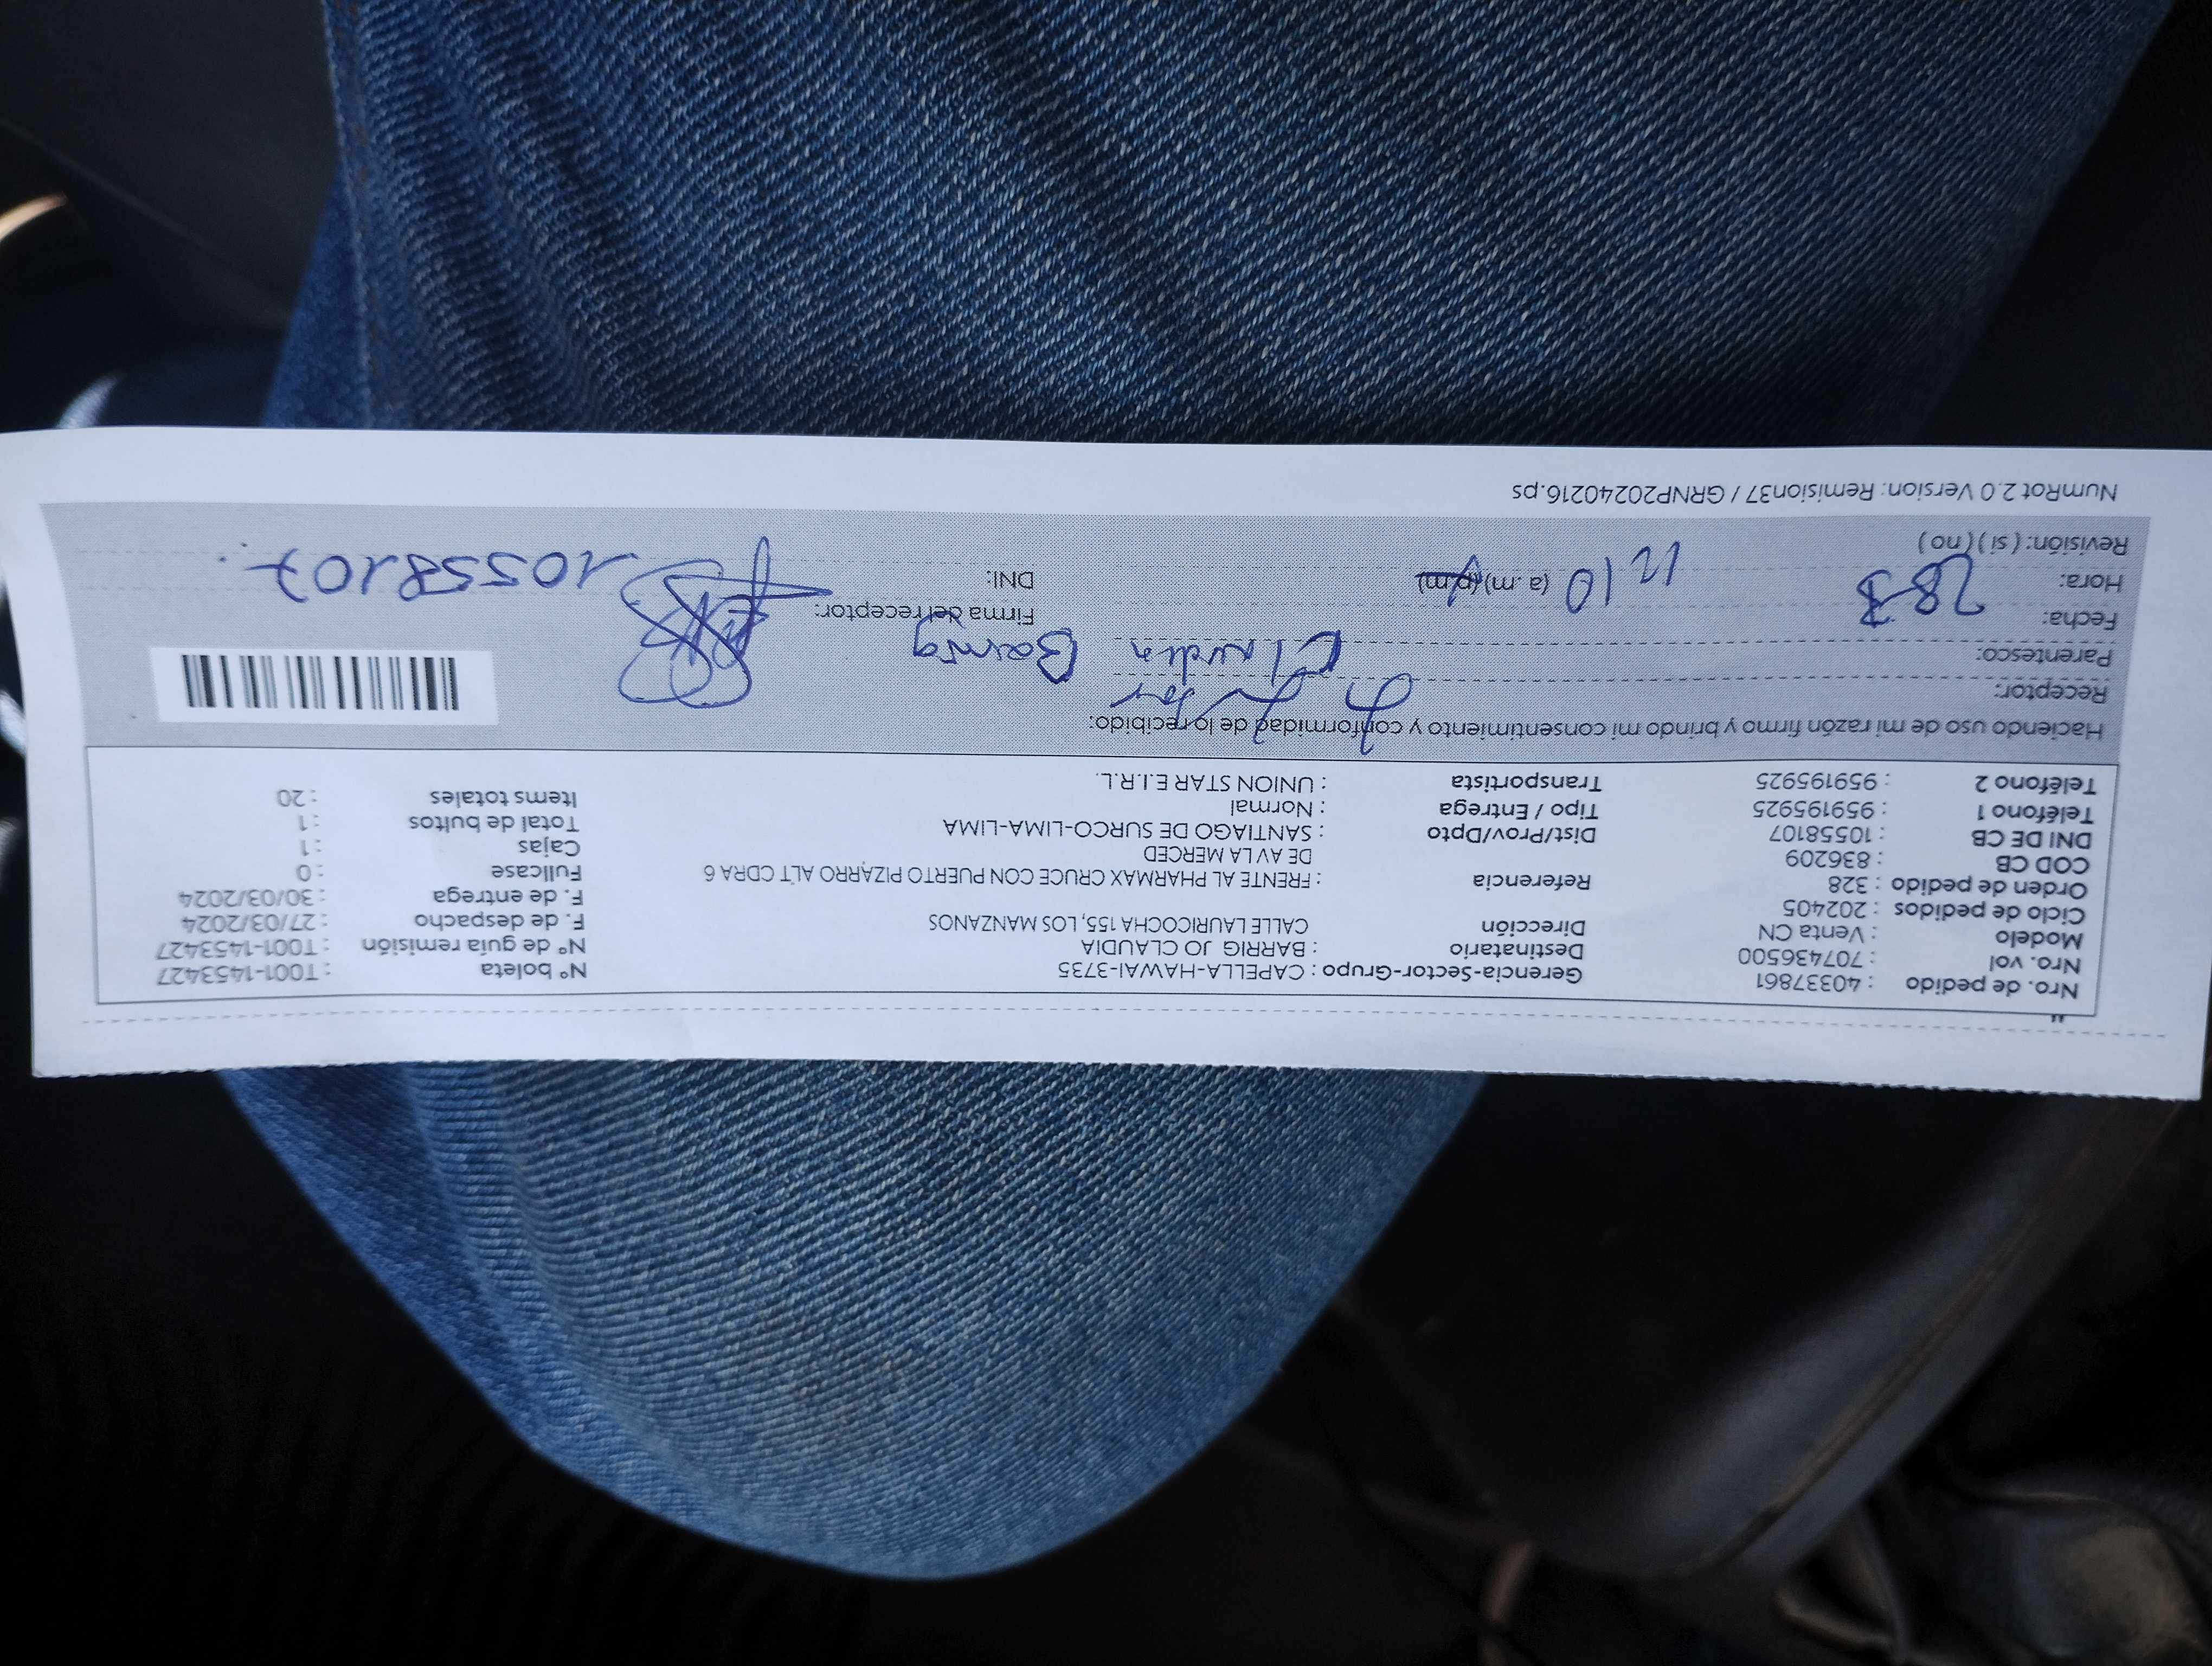 Nro. de pedido : 40337861 Gerencia-Sector-Grupo : CAPELLA-HAWAI-3735 Nº boleta : T001-1453427
Nro. vol : 707436500 Destinatario : BARRIG JO CLAUDIA Nº de guía remisión : T001-1453427
Modelo : Venta CN Dirección CALLE LAURICOCHA 155, LOS MANZANOS F. de despacho : 27/03/2024
Ciclo de pedidos : 202405 F. de entrega : 30/03/2024
Orden de pedido : 328 Referencia : FRENTE AL PHARMAX CRUCE CON PUERTO PIZARRO ALT CDRA 6 Fullcase : 0
COD CB : 836209 DE AV LA MERCED Cajas : 1
DNI DE CB : 10558107 Dist/Prov/Dpto : SANTIAGO DE SURCO-LIMA-LIMA Total de bultos : 1
Teléfono 1 : 959195925 Tipo / Entrega : Normal Items totales : 20
Teléfono 2 : 959195925 Transportista : UNION STAR E.I.R.L.
Haciendo uso de mi razón firmo y brindo mi consentimiento y conformidad de lo recibido:
Receptor:
Parentesco: Claudia Barrig
Fecha: 28-3 Firma del receptor:
Hora: 12 10 (a.m)(p.m) DNI: 10558107
Revisión: ( si ) ( no )
NumRot 2.0 Version: Remision37 / GRNP20240216.ps